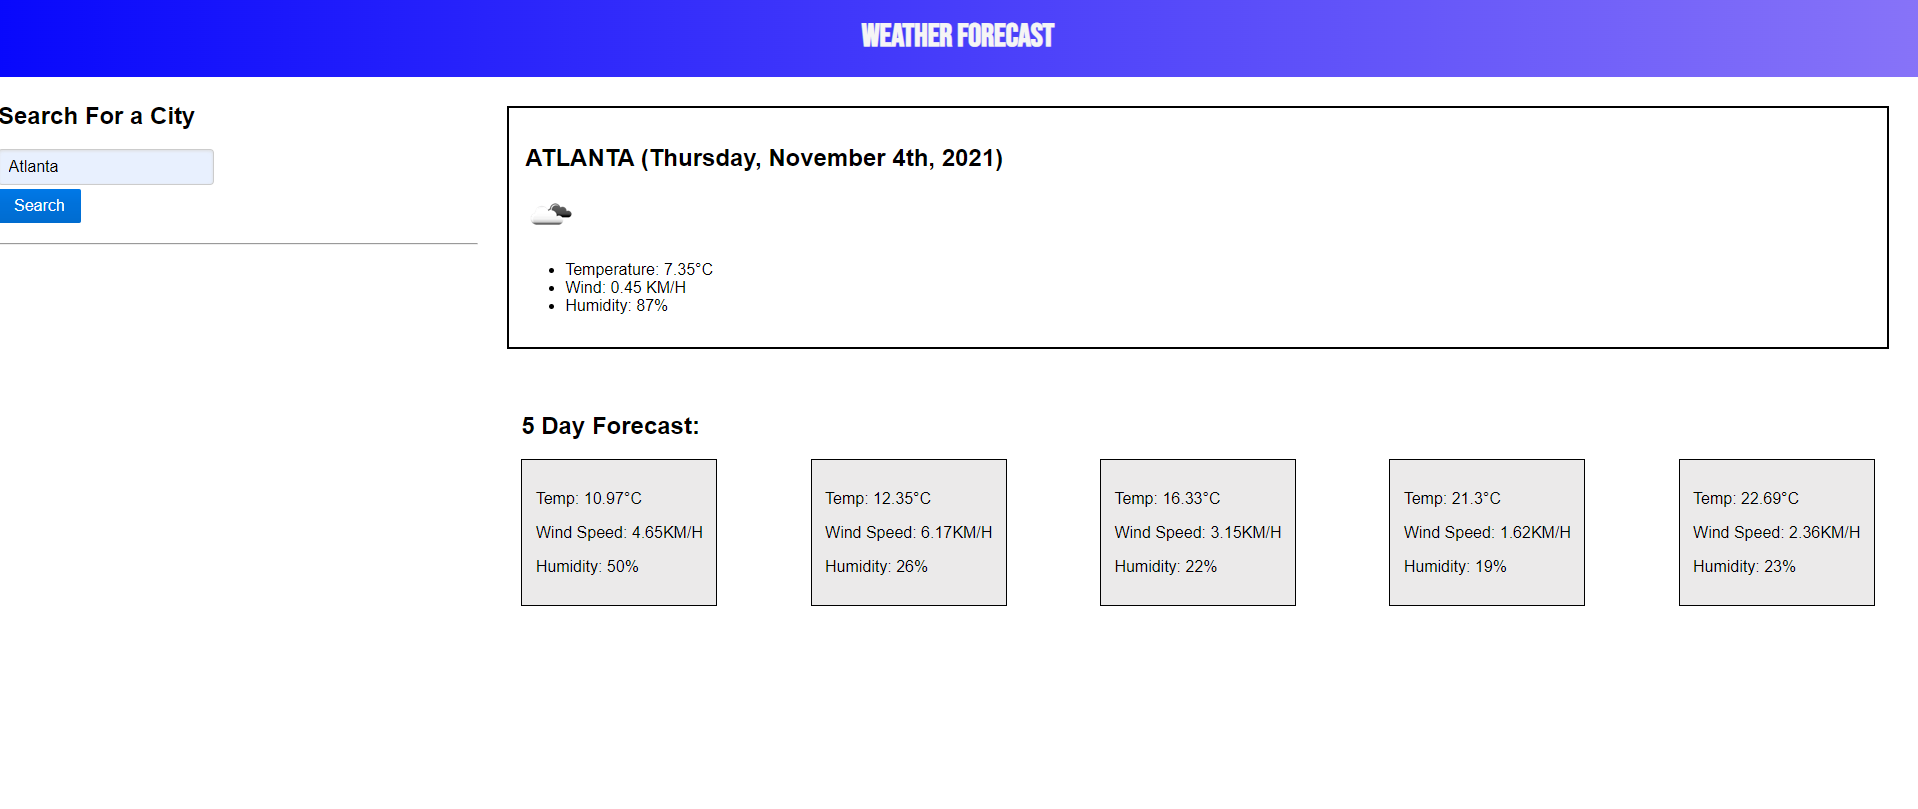 WEATHER FORECAST
Search For a City
Atlanta
Search
ATLANTA (Thursday, November 4th, 2021)
Temperature: 7.35°C
Wind: 0.45 KM/H
Humidity: 87%
5 Day Forecast:
Temp: 10.97°C
Wind Speed: 4.65KM/H
Humidity: 50%
Temp: 12.35°C
Wind Speed: 6.17KM/H
Humidity: 26%
Temp: 16.33°C
Wind Speed: 3.15KM/H
Humidity: 22%
Temp: 21.3°C
Wind Speed: 1.62KM/H
Humidity: 19%
Temp: 22.69°C
Wind Speed: 2.36KM/H
Humidity: 23%